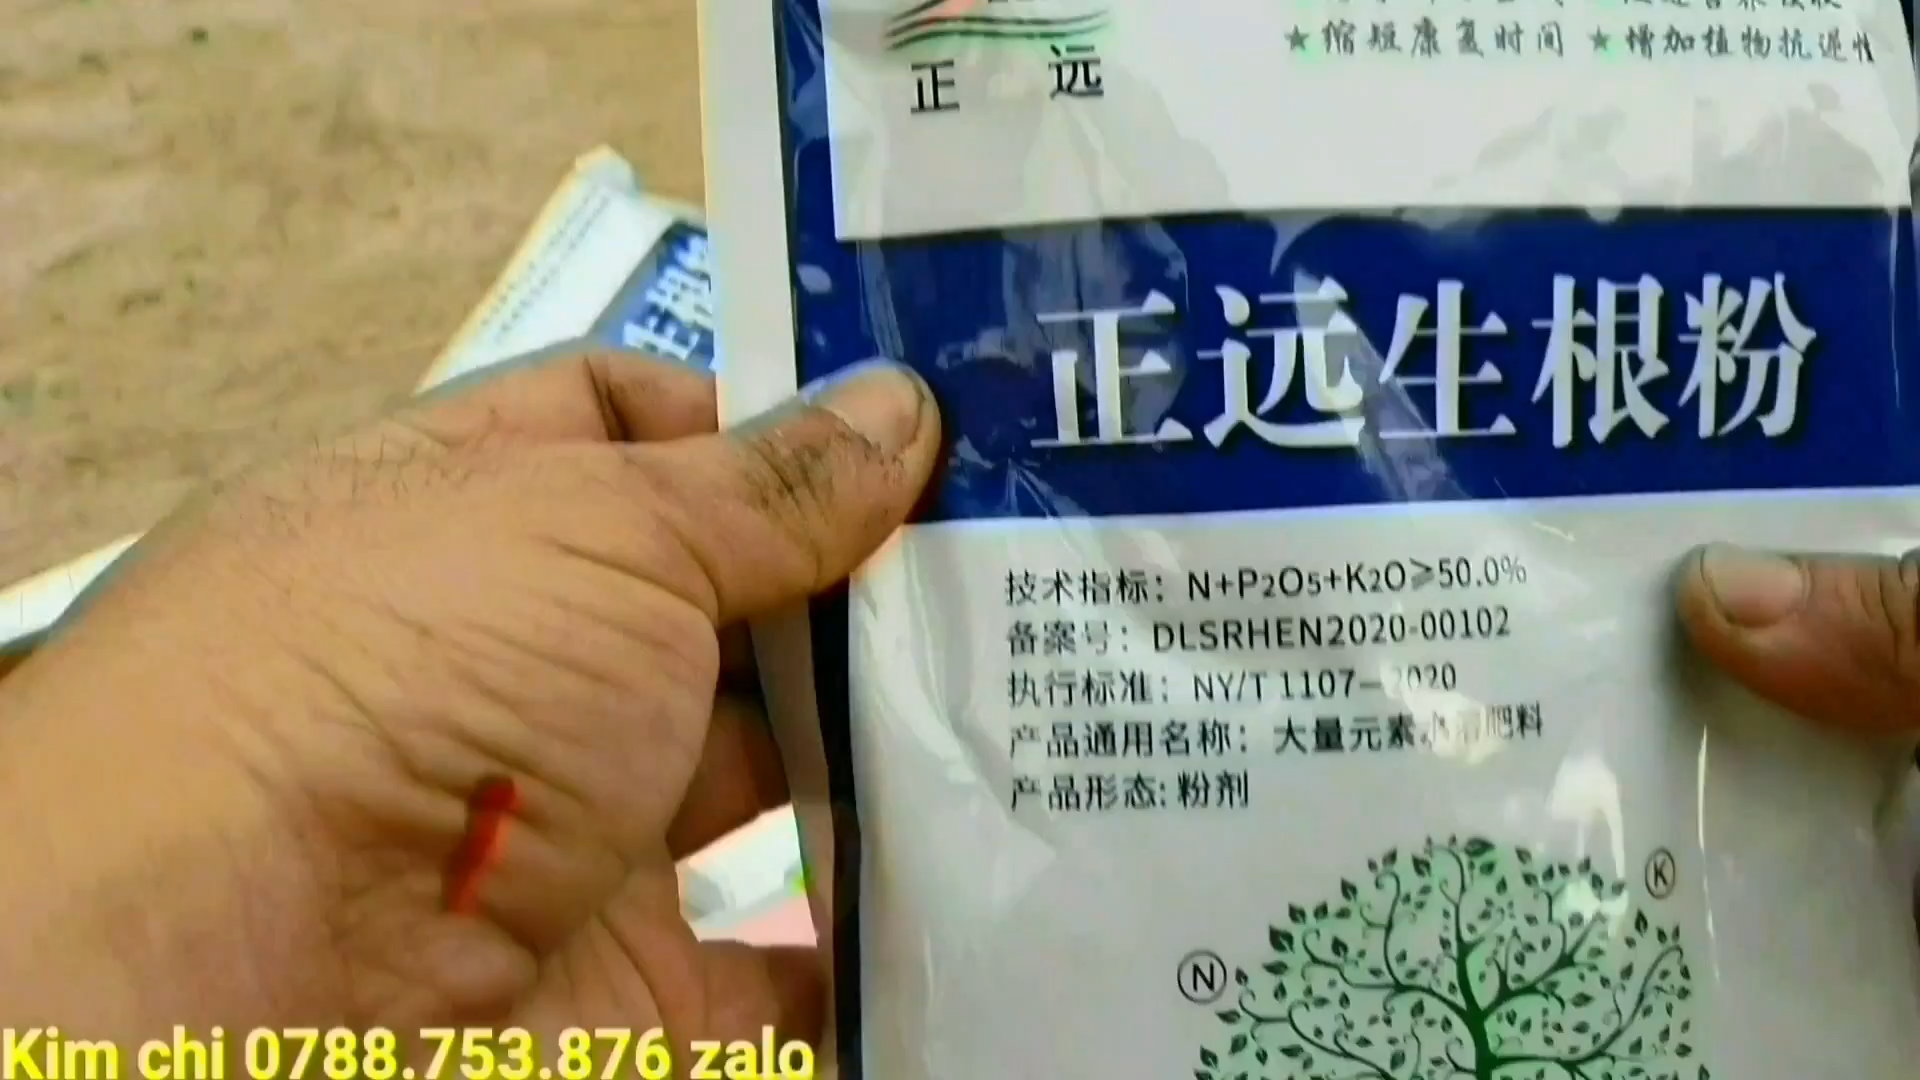 正 远
★缩短康复时间 ★增加植物抗逆性
生根
正远生根粉
技术指标：N+P2O5+K2O⩾50.0%
备案号：DLSRHEN2020-00102
执行标准：NY/T 1107—2020
产品通用名称：大量元素水溶肥料
产品形态:粉剂
K
N
Kim chi 0788.753.876 zalo